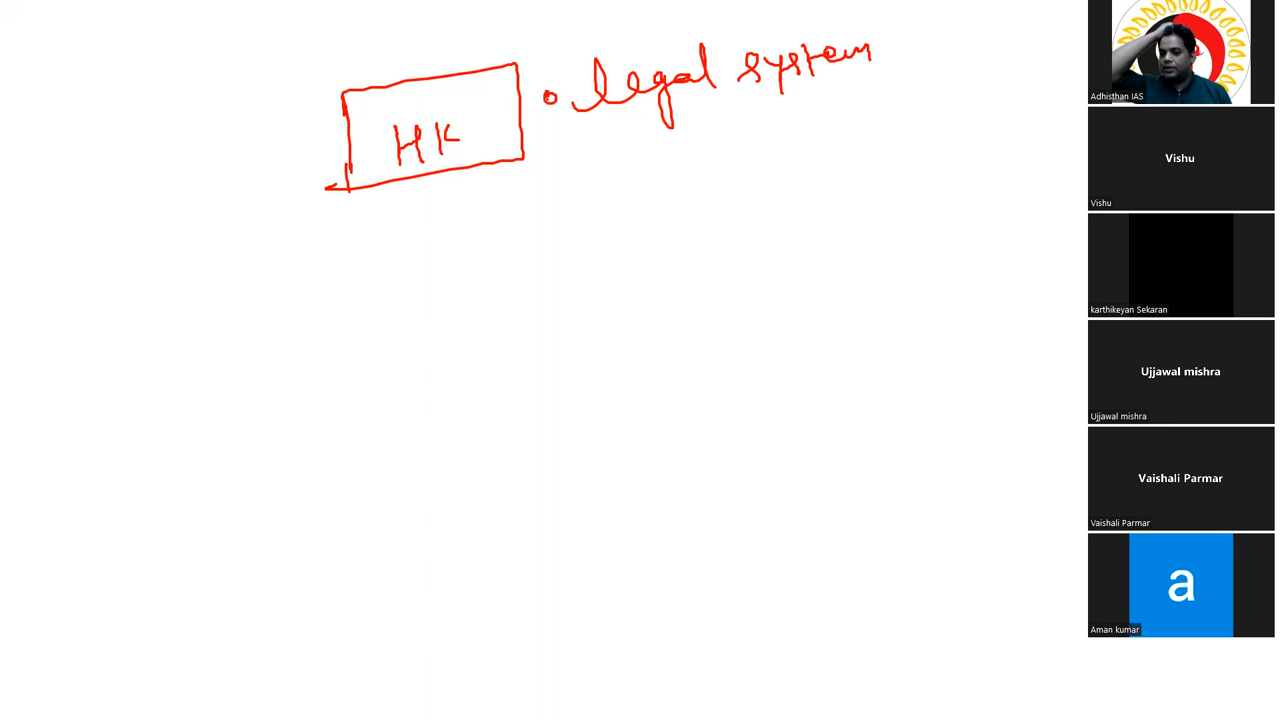 legal system
HK
Adhisthan IAS
Vishu
Vishu
karthikeyan Sekaran
Ujjawal mishra
Ujjawal mishra
Vaishali Parmar
Vaishali Parmar
a
Aman kumar